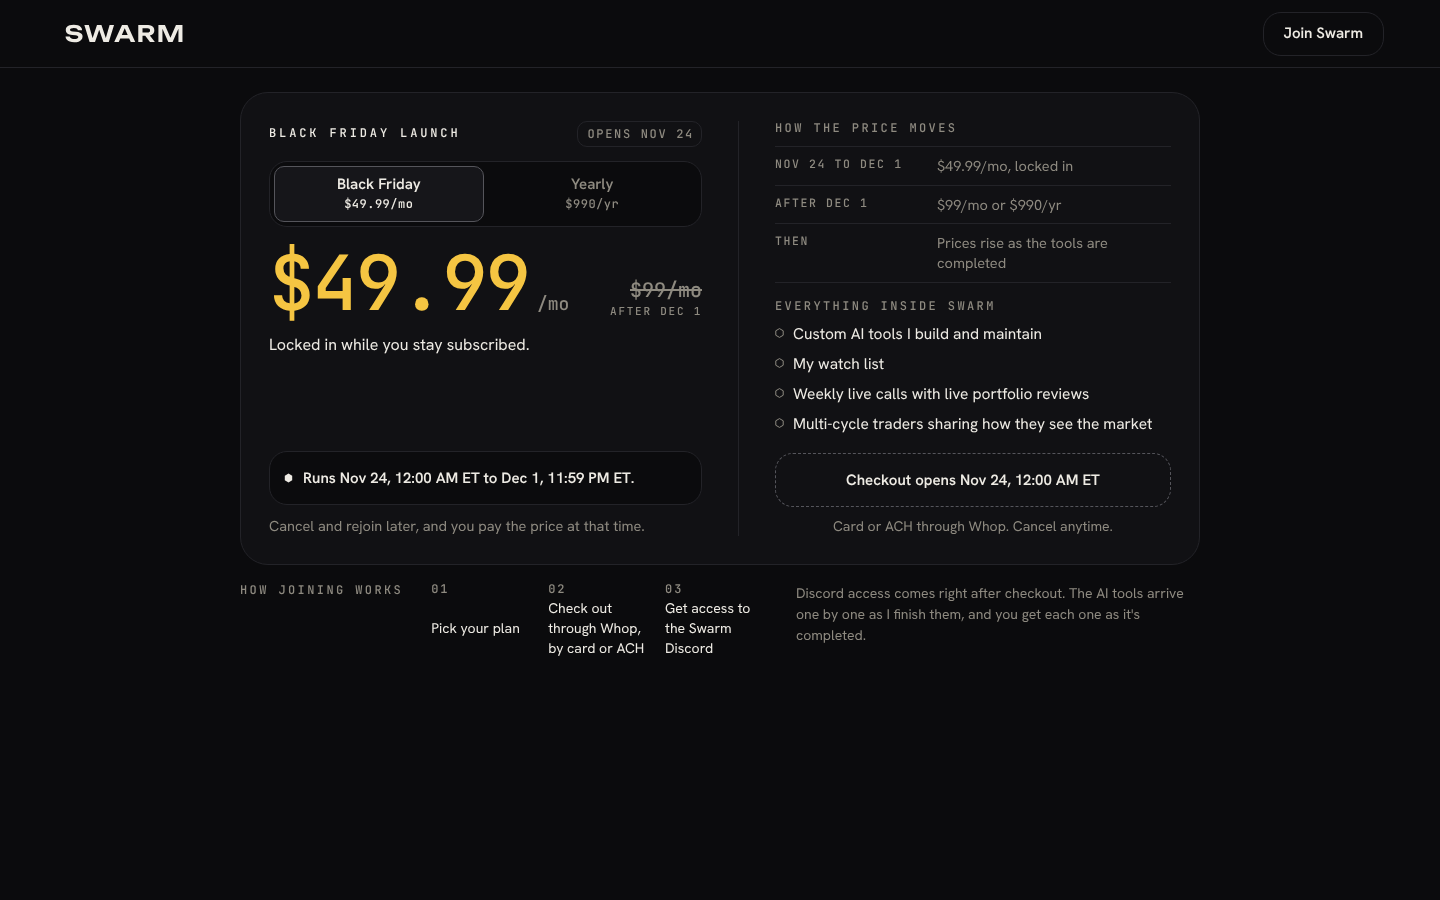 SWARM
Join Swarm
BLACK FRIDAY LAUNCH
OPENS NOV 24
Black Friday
$49.99/mo
Yearly
$990/yr
$49.99 /mo
$99/mo
AFTER DEC 1
Locked in while you stay subscribed.
Runs Nov 24, 12:00 AM ET to Dec 1, 11:59 PM ET.
Cancel and rejoin later, and you pay the price at that time.
HOW THE PRICE MOVES
NOV 24 TO DEC 1
$49.99/mo, locked in
AFTER DEC 1
$99/mo or $990/yr
THEN
Prices rise as the tools are
completed
EVERYTHING INSIDE SWARM
Custom AI tools I build and maintain
My watch list
Weekly live calls with live portfolio reviews
Multi-cycle traders sharing how they see the market
Checkout opens Nov 24, 12:00 AM ET
Card or ACH through Whop. Cancel anytime.
HOW JOINING WORKS
01
Pick your plan
02
Check out
through Whop,
by card or ACH
03
Get access to
the Swarm
Discord
Discord access comes right after checkout. The AI tools arrive
one by one as I finish them, and you get each one as it's
completed.